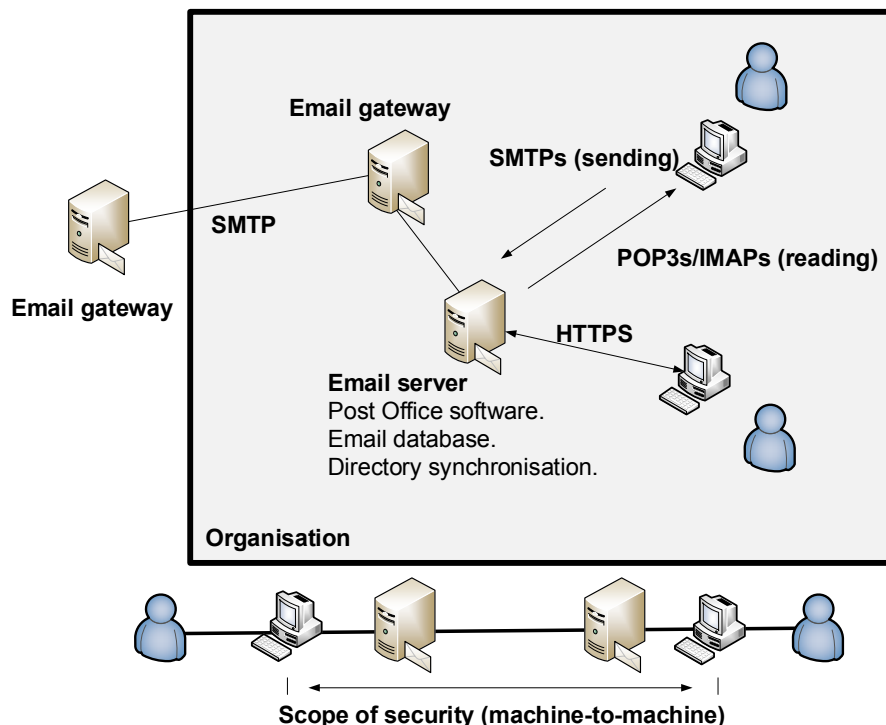 Email gateway
SMTPs (sending)
SMTP
POP3s/IMAPs (reading)
Email gateway
HTTPS
Email server
Post Office software.
Email database.
Directory synchronisation.
Organisation
Scope of security (machine-to-machine)